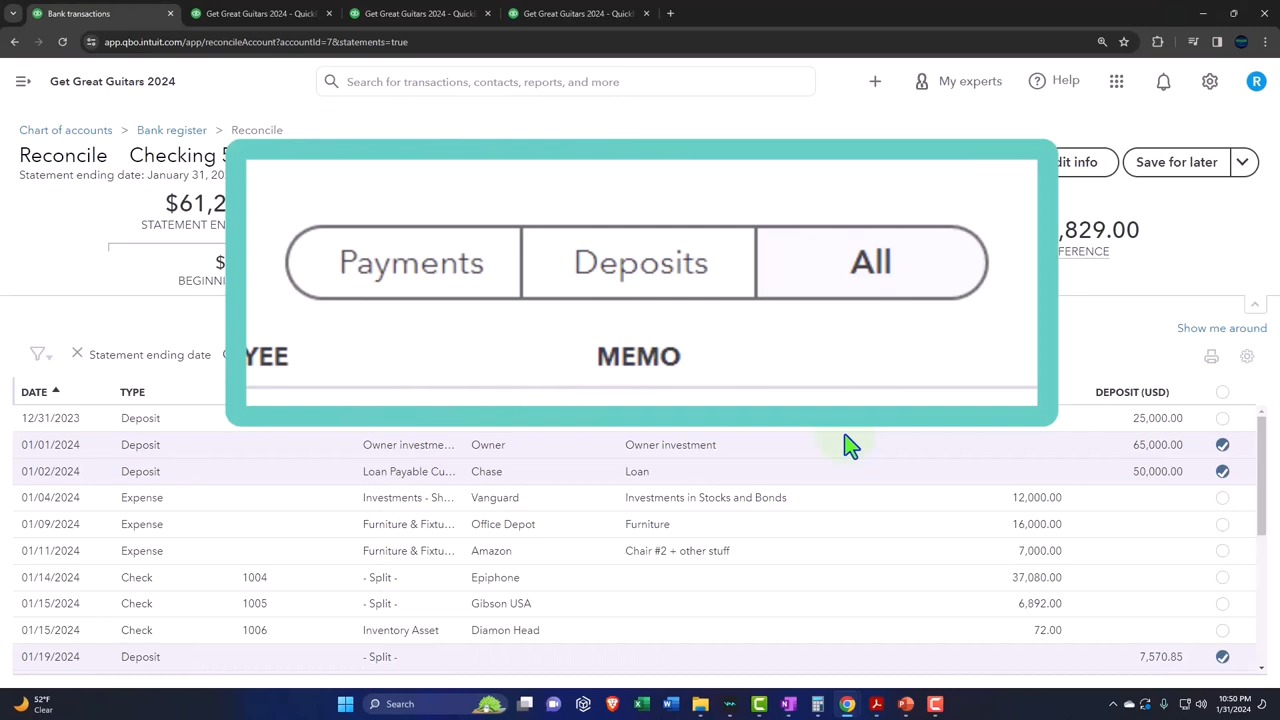 Bank transactions
Get Great Guitars 2024 - Quick
Get Great Guitars 2024 - Quick
Get Great Guitars 2024 - Quick
app.qbo.intuit.com/app/reconcileAccount?accountId=7&statements=true
Get Great Guitars 2024
Search for transactions, contacts, reports, and more
My experts
Help
R
Chart of accounts > Bank register > Reconcile
Reconcile Checking
Statement ending date: January 31, 20
dit info
Save for later
$61,2
STATEMENT EN
,829.00
FERENCE
$
BEGINNI
Payments Deposits All
YEE MEMO
Show me around
Statement ending date
DATE TYPE DEPOSIT (USD)
12/31/2023 Deposit 25,000.00
01/01/2024 Deposit Owner investme... Owner Owner investment 65,000.00
01/02/2024 Deposit Loan Payable Cu... Chase Loan 50,000.00
01/04/2024 Expense Investments - Sh... Vanguard Investments in Stocks and Bonds 12,000.00
01/09/2024 Expense Furniture & Fixtu... Office Depot Furniture 16,000.00
01/11/2024 Expense Furniture & Fixtu... Amazon Chair #2 + other stuff 7,000.00
01/14/2024 Check 1004 - Split - Epiphone 37,080.00
01/15/2024 Check 1005 - Split - Gibson USA 6,892.00
01/15/2024 Check 1006 Inventory Asset Diamon Head 72.00
01/19/2024 Deposit - Split - 7,570.85
52°F
Clear
Search
10:50 PM
1/31/2024